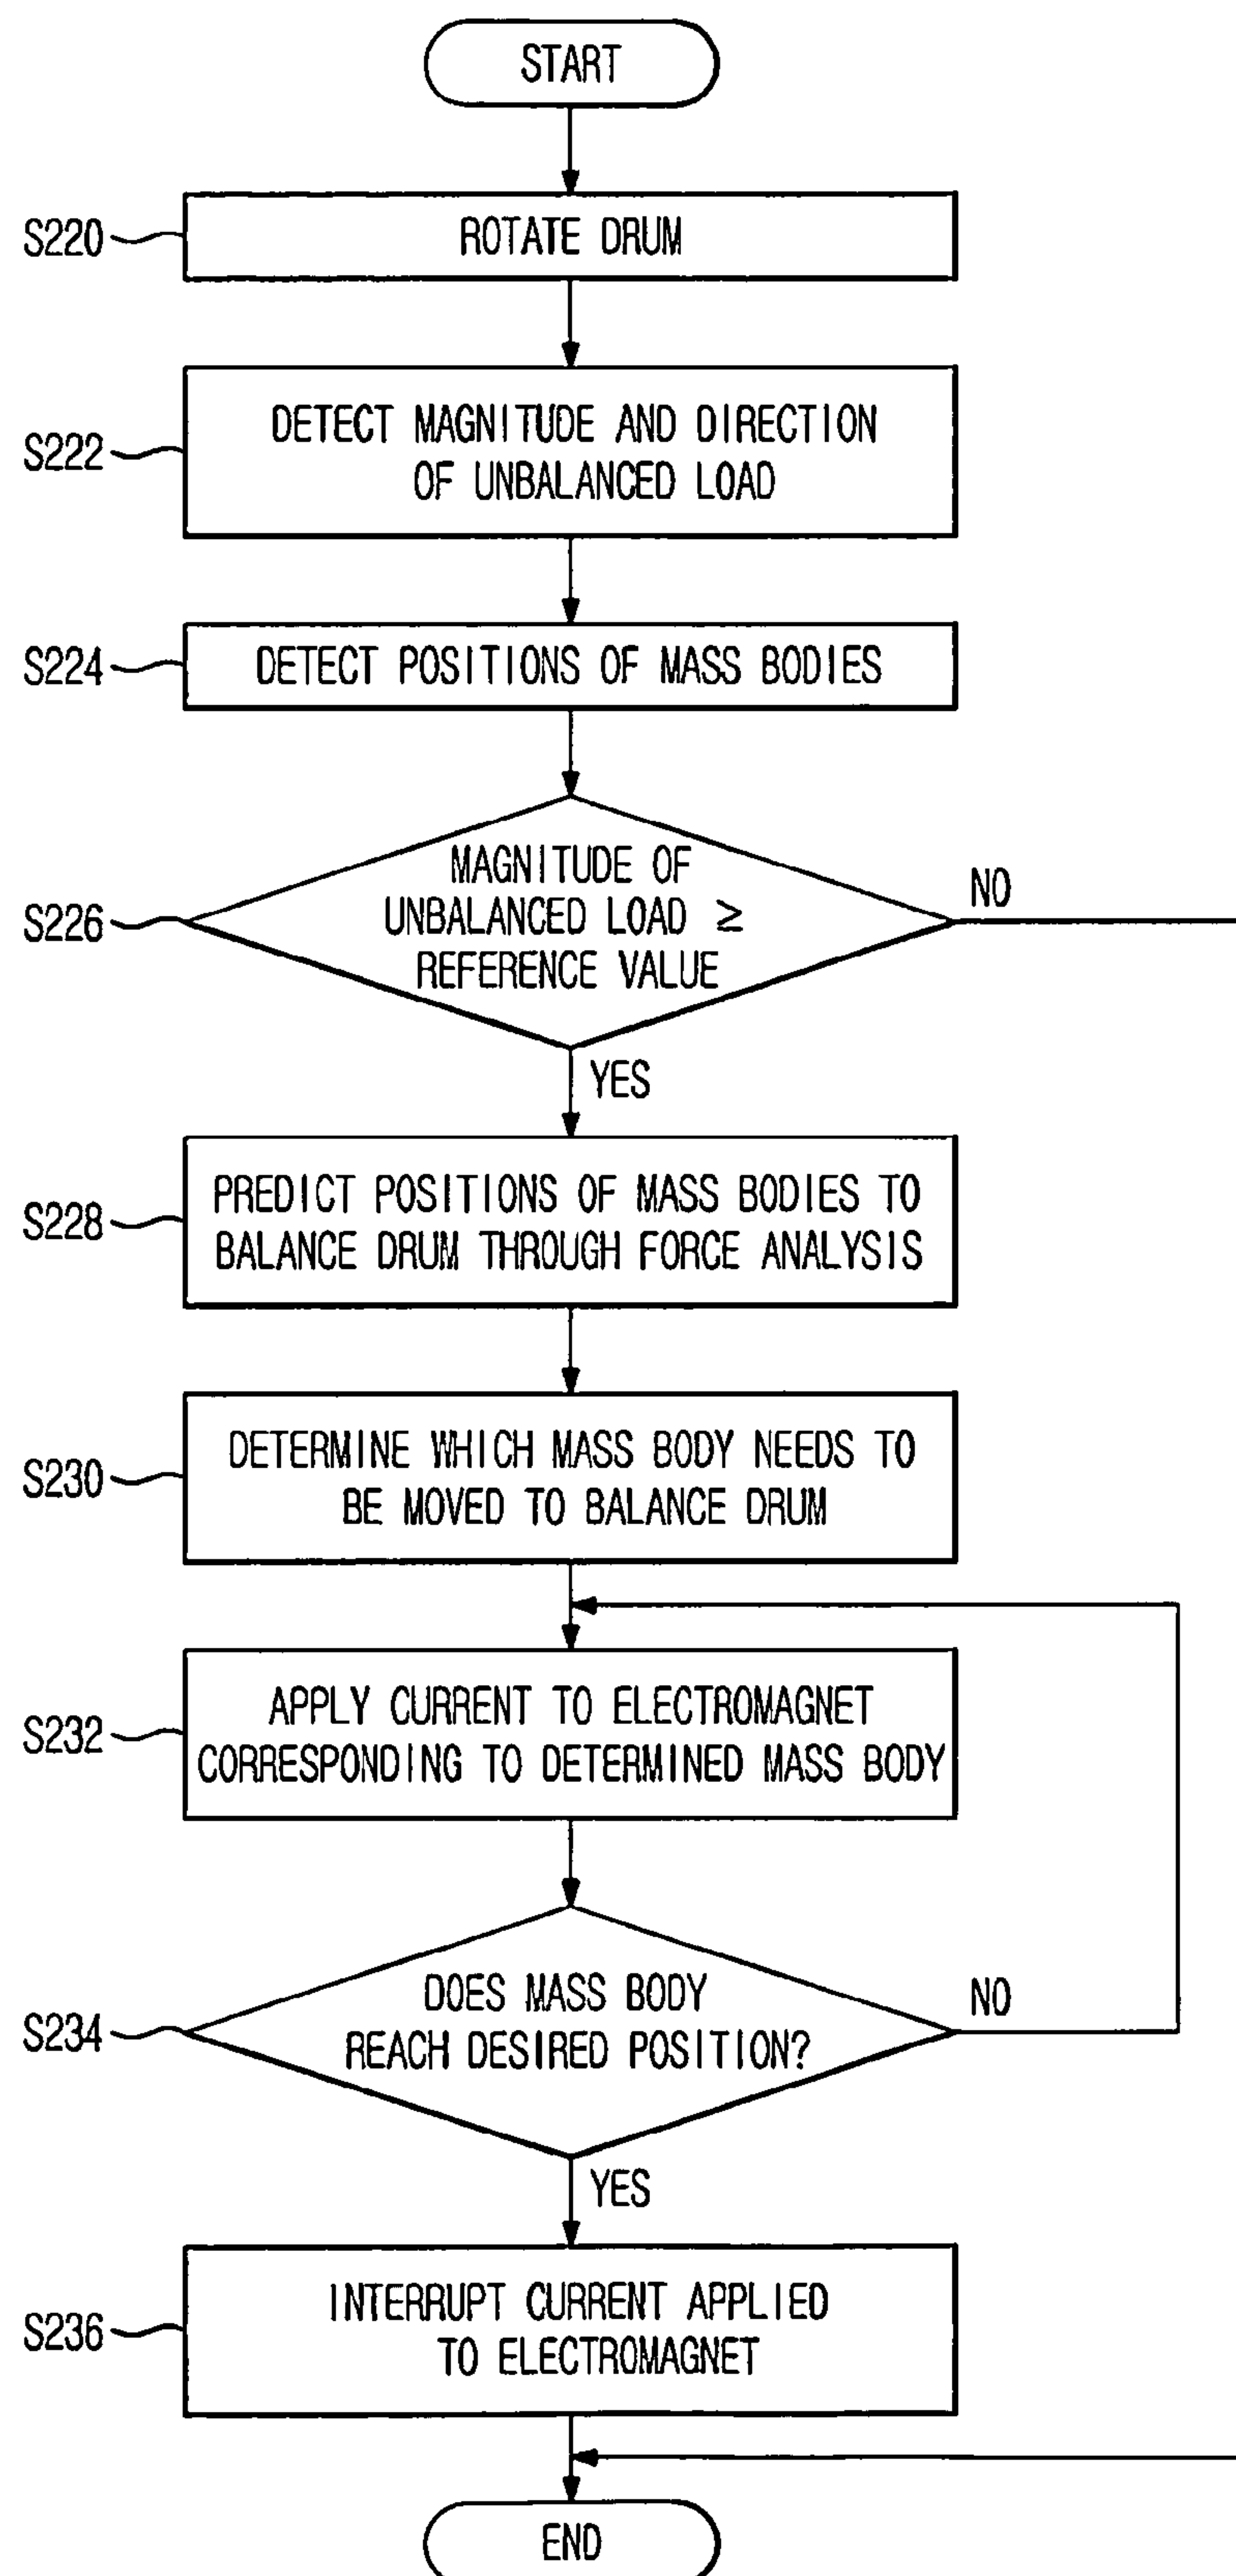 START
S220
ROTATE DRUM
S222
DETECT MAGNITUDE AND DIRECTION
OF UNBALANCED LOAD
S224
DETECT POSITIONS OF MASS BODIES
S226
MAGNITUDE OF
UNBALANCED LOAD ≥
REFERENCE VALUE
NO
YES
S228
PREDICT POSITIONS OF MASS BODIES TO
BALANCE DRUM THROUGH FORCE ANALYSIS
S230
DETERMINE WHICH MASS BODY NEEDS TO
BE MOVED TO BALANCE DRUM
S232
APPLY CURRENT TO ELECTROMAGNET
CORRESPONDING TO DETERMINED MASS BODY
S234
DOES MASS BODY
REACH DESIRED POSITION?
NO
YES
S236
INTERRUPT CURRENT APPLIED
TO ELECTROMAGNET
END